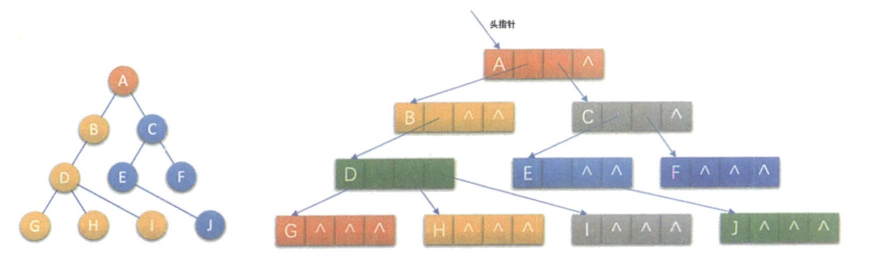 头指针
A ^
A
B ^ ^
C ^
B C
D
E ^ ^
F ^ ^ ^
D E F
G ^ ^ ^
H ^ ^ ^
I ^ ^ ^
J ^ ^ ^
G H I J